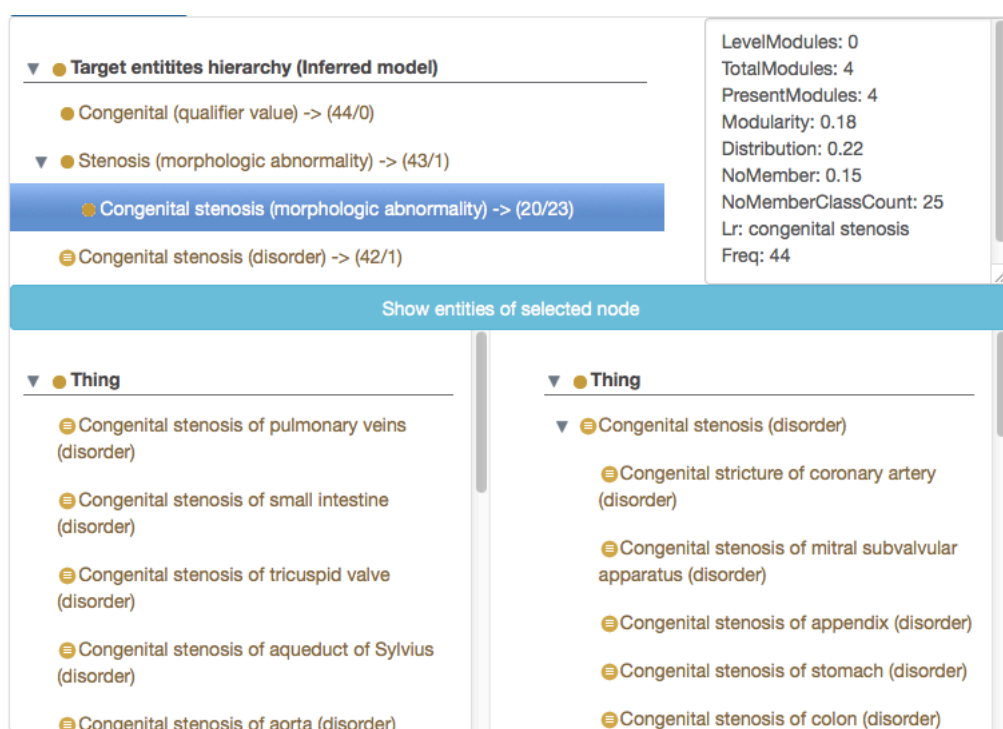 Target entitites hierarchy (Inferred model)
Congenital (qualifier value) -> (44/0)
Stenosis (morphologic abnormality) -> (43/1)
Congenital stenosis (morphologic abnormality) -> (20/23)
Congenital stenosis (disorder) -> (42/1)
LevelModules: 0
TotalModules: 4
PresentModules: 4
Modularity: 0.18
Distribution: 0.22
NoMember: 0.15
NoMemberClassCount: 25
Lr: congenital stenosis
Freq: 44
Show entities of selected node
Thing
Congenital stenosis of pulmonary veins
(disorder)
Congenital stenosis of small intestine
(disorder)
Congenital stenosis of tricuspid valve
(disorder)
Congenital stenosis of aqueduct of Sylvius
(disorder)
Congenital stenosis of aorta (disorder)
Thing
Congenital stenosis (disorder)
Congenital stricture of coronary artery
(disorder)
Congenital stenosis of mitral subvalvular
apparatus (disorder)
Congenital stenosis of appendix (disorder)
Congenital stenosis of stomach (disorder)
Congenital stenosis of colon (disorder)